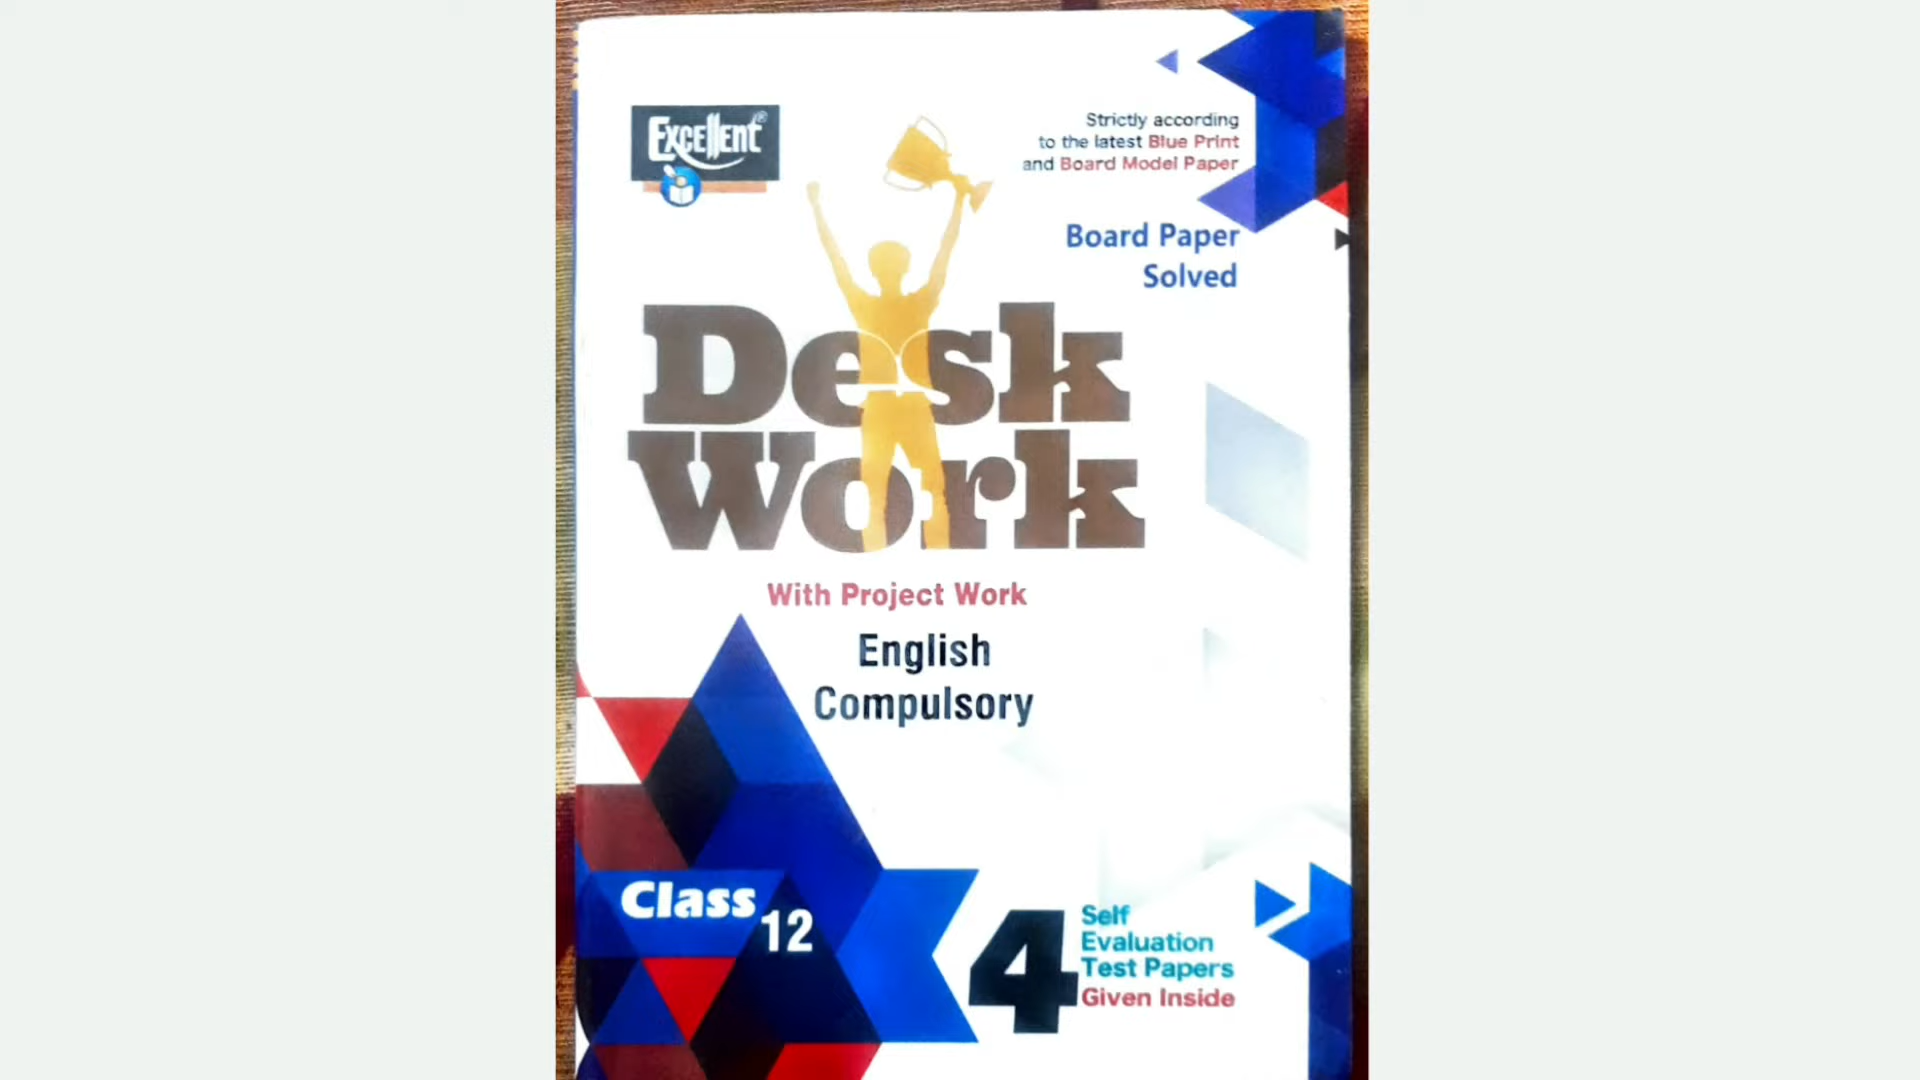 Excellent®
Strictly according
to the latest Blue Print
and Board Model Paper
Board Paper
Solved
Desk
Work
With Project Work
English
Compulsory
Class 12
4
Self
Evaluation
Test Papers
Given Inside